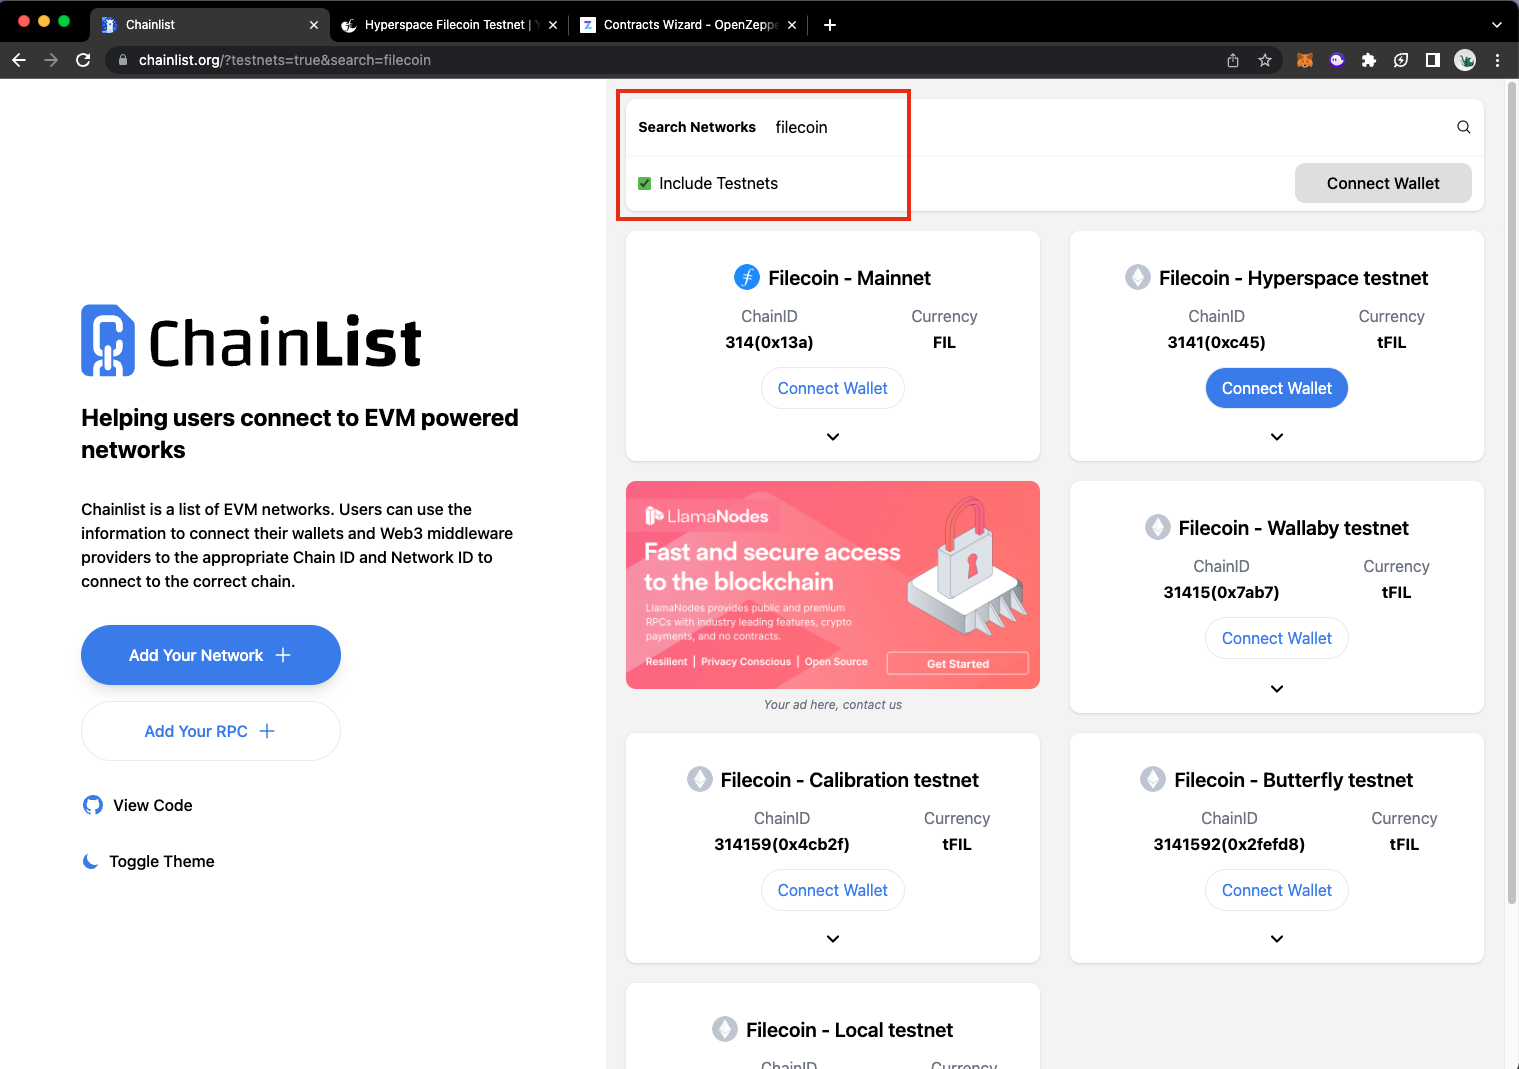 Chainlist
Hyperspace Filecoin Testnet |
Contracts Wizard - OpenZeppe
chainlist.org/?testnets=true&search=filecoin
ChainList
Helping users connect to EVM powered
networks
Chainlist is a list of EVM networks. Users can use the
information to connect their wallets and Web3 middleware
providers to the appropriate Chain ID and Network ID to
connect to the correct chain.
Add Your Network
Add Your RPC
View Code
Toggle Theme
Search Networks filecoin
Include Testnets
Connect Wallet
Filecoin - Mainnet
ChainID Currency
314(0x13a) FIL
Connect Wallet
Filecoin - Hyperspace testnet
ChainID Currency
3141(0xc45) tFIL
Connect Wallet
LlamaNodes
Fast and secure access
to the blockchain
LlamaNodes provides public and premium
RPCs with industry leading features, crypto
payments, and no contracts.
Resilient | Privacy Conscious | Open Source
Get Started
Your ad here, contact us
Filecoin - Wallaby testnet
ChainID Currency
31415(0x7ab7) tFIL
Connect Wallet
Filecoin - Calibration testnet
ChainID Currency
314159(0x4cb2f) tFIL
Connect Wallet
Filecoin - Butterfly testnet
ChainID Currency
3141592(0x2fefd8) tFIL
Connect Wallet
Filecoin - Local testnet
ChainID Currency